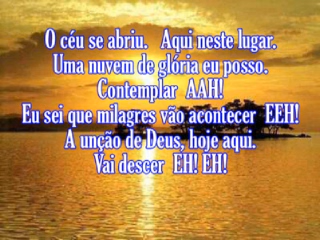 O céu se abriu.   Aqui neste lugar.
Uma nuvem de glória eu posso.
Contemplar  AAH!
Eu sei que milagres vão acontecer  EEH!
A unção de Deus, hoje aqui.
Vai descer  EH! EH!